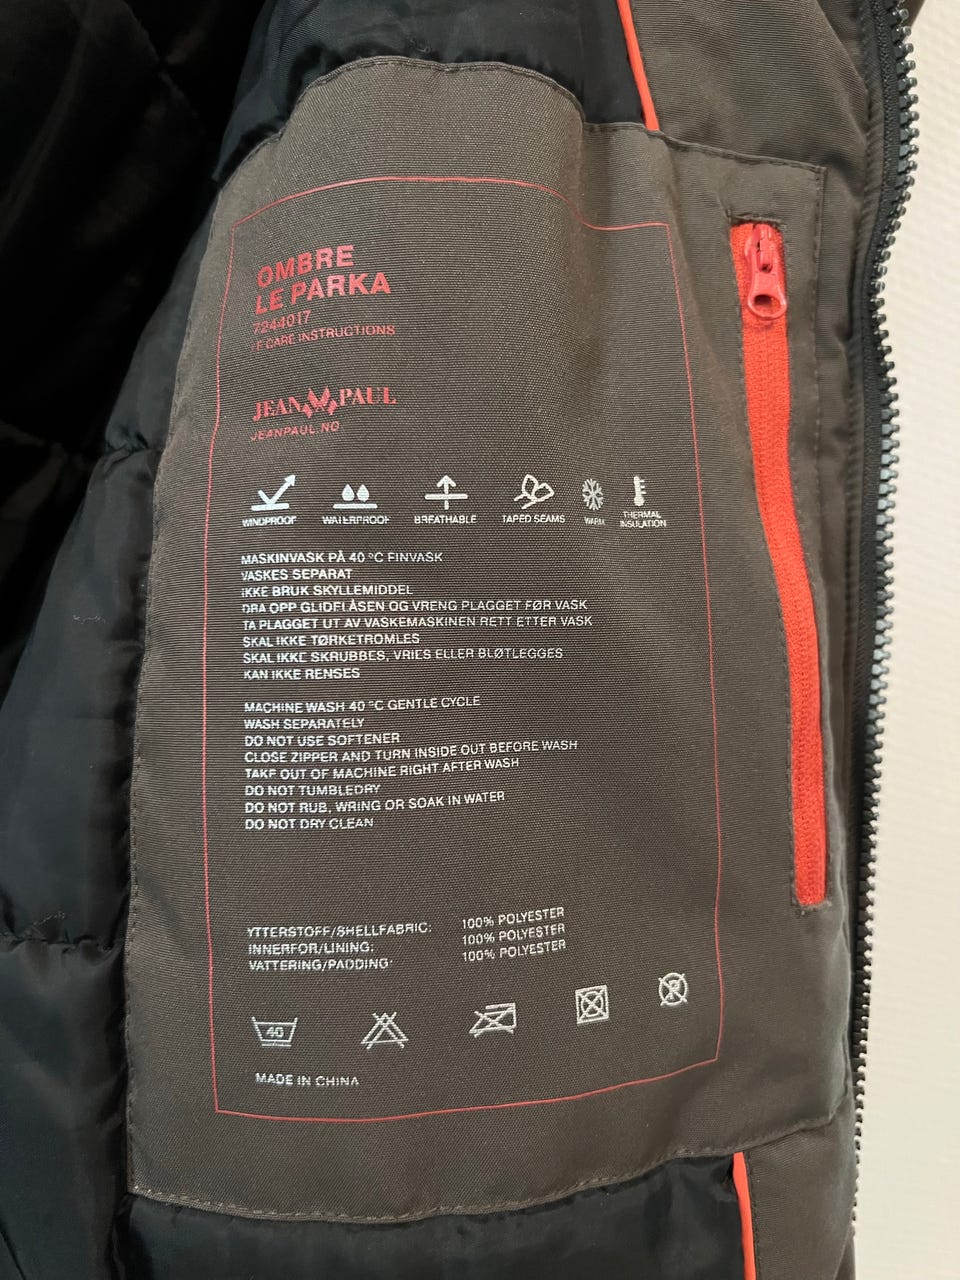 OMBRE
LE PARKA
7244017
LE CARE INSTRUCTIONS
JEAN PAUL
JEANPAUL.NO
WINDPROOF WATERPROOF BREATHABLE TAPED SEAMS WARM THERMAL INSULATION
MASKINVASK PÅ 40 °C FINVASK
VASKES SEPARAT
IKKE BRUK SKYLLEMIDDEL
DRA OPP GLIDELÅSEN OG VRENG PLAGGET FØR VASK
TA PLAGGET UT AV VASKEMASKINEN RETT ETTER VASK
SKAL IKKE TØRKETROMLES
SKAL IKKE SKRUBBES, VRIES ELLER BLØTLEGGES
KAN IKKE RENSES
MACHINE WASH 40 °C GENTLE CYCLE
WASH SEPARATELY
DO NOT USE SOFTENER
CLOSE ZIPPER AND TURN INSIDE OUT BEFORE WASH
TAKE OUT OF MACHINE RIGHT AFTER WASH
DO NOT TUMBLEDRY
DO NOT RUB, WRING OR SOAK IN WATER
DO NOT DRY CLEAN
YTTERSTOFF/SHELLFABRIC: 100% POLYESTER
INNERFOR/LINING: 100% POLYESTER
VATTERING/PADDING: 100% POLYESTER
40 P
MADE IN CHINA